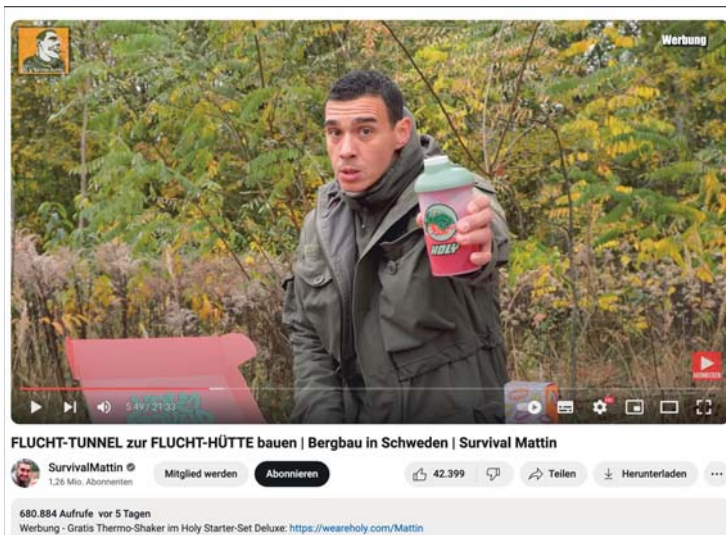 Werbung
HOLY
ABONNIEREN
5:49 / 21:33
FLUCHT-TUNNEL zur FLUCHT-HÜTTE bauen | Bergbau in Schweden | Survival Mattin
SurvivalMattin
1,26 Mio. Abonnenten
Mitglied werden
Abonnieren
42.399
Teilen
Herunterladen
680.884 Aufrufe vor 5 Tagen
Werbung - Gratis Thermo-Shaker im Holy Starter-Set Deluxe: https://weareholy.com/Mattin